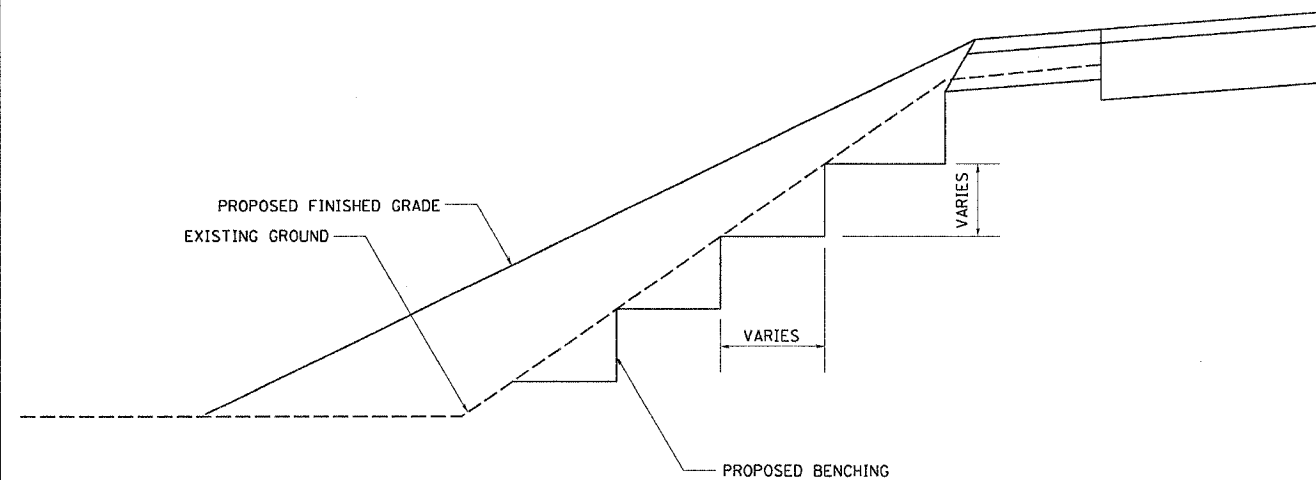 PROPOSED FINISHED GRADE
EXISTING GROUND
VARIES
VARIES
PROPOSED BENCHING